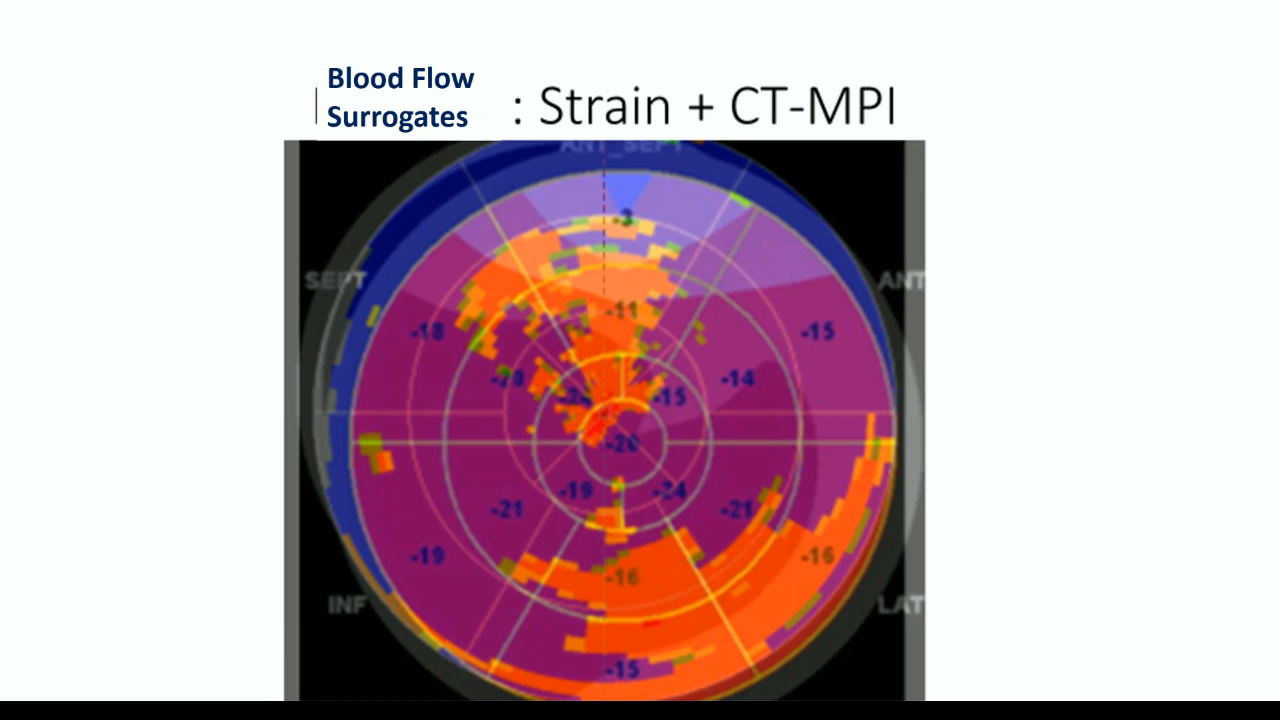 Blood Flow
Surrogates
: Strain + CT-MPI
ANT_SEPT
-3
SEPT
ANT
-11
-18
-15
-20
-14
-15
-20
-19
-24
-21
-21
-19
-16
-16
INF
LAT
-15